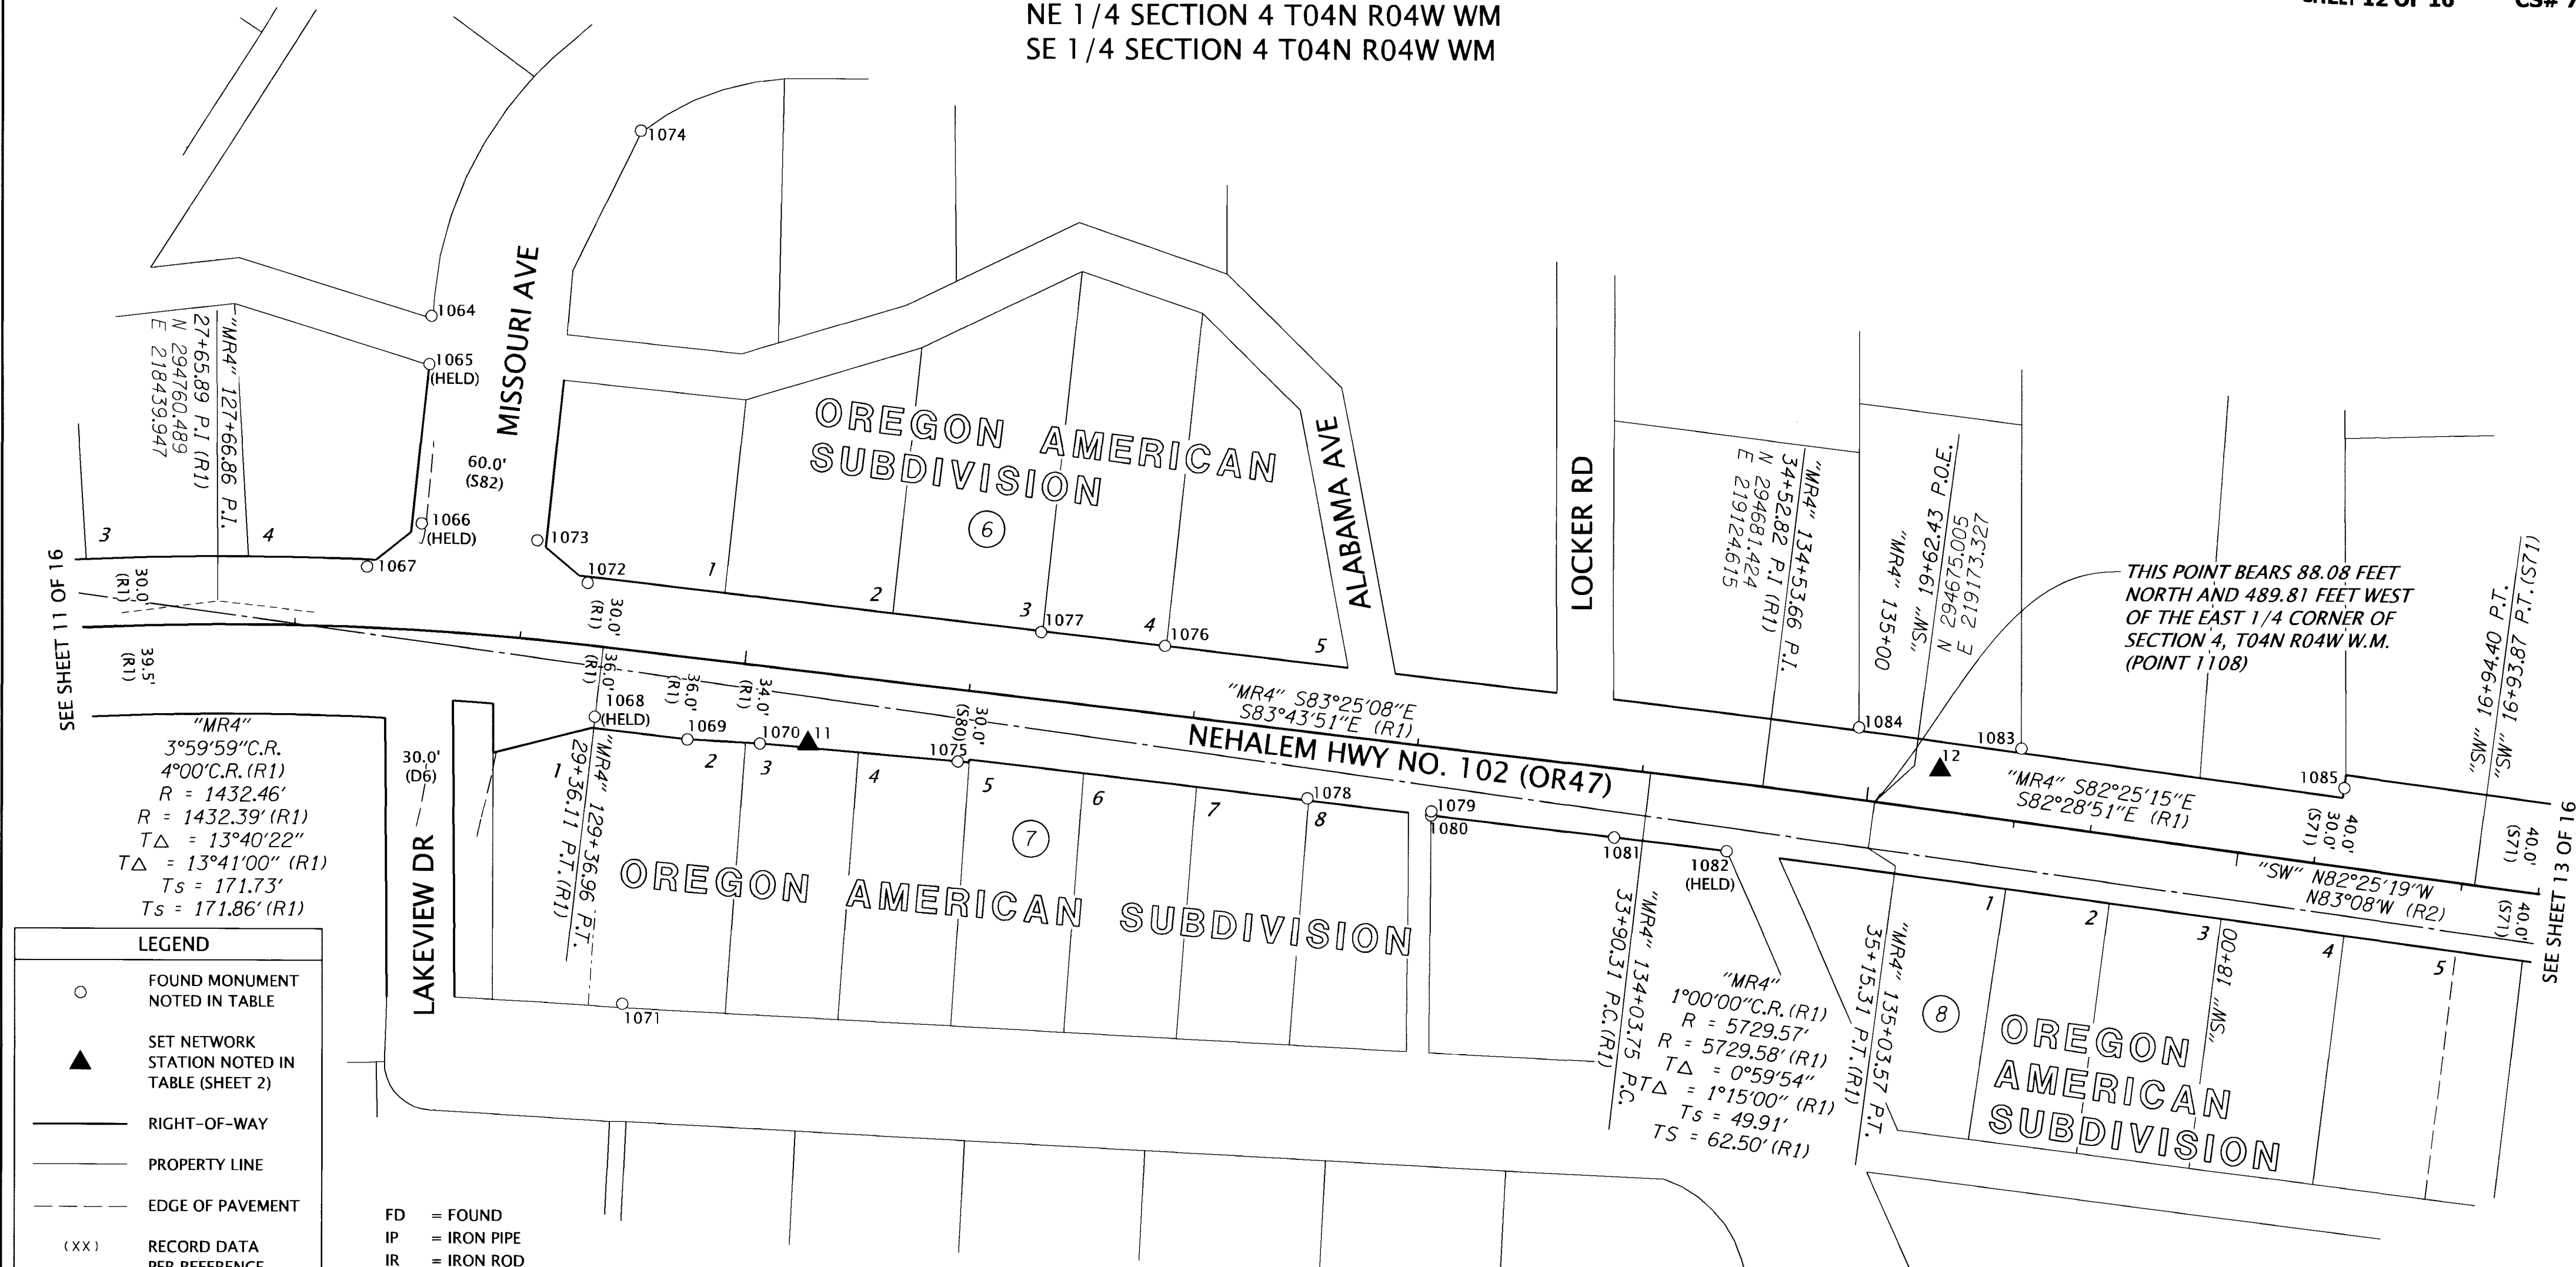 NE 1/4 SECTION 4 T04N R04W WM
SE 1/4 SECTION 4 T04N R04W WM
SHEET 12 OF 16
CS# 7
1074
1064
1065
(HELD)
MISSOURI AVE
60.0'
(S82)
1066
(HELD)
1073
1067
1072
"MR4" 127+66.86 P.I.
27+65.89 P.I (R1)
N 294760.489
E 218439.947
3
4
SEE SHEET 11 OF 16
30.0'
(R1)
39.5'
(R1)
OREGON AMERICAN
SUBDIVISION
6
1
2
3
1077
4
1076
5
ALABAMA AVE
LOCKER RD
"MR4" 134+53.66 P.I.
34+52.82 P.I (R1)
N 294681.424
E 219124.615
"MR4" 135+00
"SW" 19+62.43 P.O.E.
N 294675.005
E 219173.327
THIS POINT BEARS 88.08 FEET
NORTH AND 489.81 FEET WEST
OF THE EAST 1/4 CORNER OF
SECTION 4, T04N R04W W.M.
(POINT 1108)
"SW" 16+94.40 P.T.
"SW" 16+93.87 P.T. (S71)
30.0'
(R1)
36.0'
(R1)
36.0'
(R1)
34.0'
(R1)
30.0'
(S80)
1068
(HELD)
1069
1070
11
1075
"MR4" S83°25'08"E
S83°43'51"E (R1)
NEHALEM HWY NO. 102 (OR47)
1084
1083
12
1085
"MR4" S82°25'15"E
S82°28'51"E (R1)
40.0'
30.0'
(S71)
40.0'
(S71)
"SW" N82°25'19"W
N83°08'W (R2)
40.0'
(S71)
SEE SHEET 13 OF 16
"MR4"
3°59'59"C.R.
4°00'C.R. (R1)
R = 1432.46'
R = 1432.39' (R1)
T△ = 13°40'22"
T△ = 13°41'00" (R1)
Ts = 171.73'
Ts = 171.86' (R1)
30.0'
(D6)
LAKEVIEW DR
1
2
3
4
5
6
7
8
"MR4" 129+36.96 P.T.
29+36.11 P.T. (R1)
7
OREGON AMERICAN SUBDIVISION
1078
1079
1080
1081
1082
(HELD)
1071
"MR4" 134+03.75 P.C.
33+90.31 P.C. (R1)
"MR4"
1°00'00"C.R. (R1)
R = 5729.57'
R = 5729.58' (R1)
T△ = 0°59'54"
T△ = 1°15'00" (R1)
Ts = 49.91'
TS = 62.50' (R1)
"MR4" 135+03.57 P.T.
35+15.31 P.T. (R1)
8
1
2
3
4
5
"SW" 18+00
OREGON
AMERICAN
SUBDIVISION
LEGEND
FOUND MONUMENT
NOTED IN TABLE
SET NETWORK
STATION NOTED IN
TABLE (SHEET 2)
RIGHT-OF-WAY
PROPERTY LINE
EDGE OF PAVEMENT
(XX) RECORD DATA
PER REFERENCE
FD = FOUND
IP = IRON PIPE
IR = IRON ROD